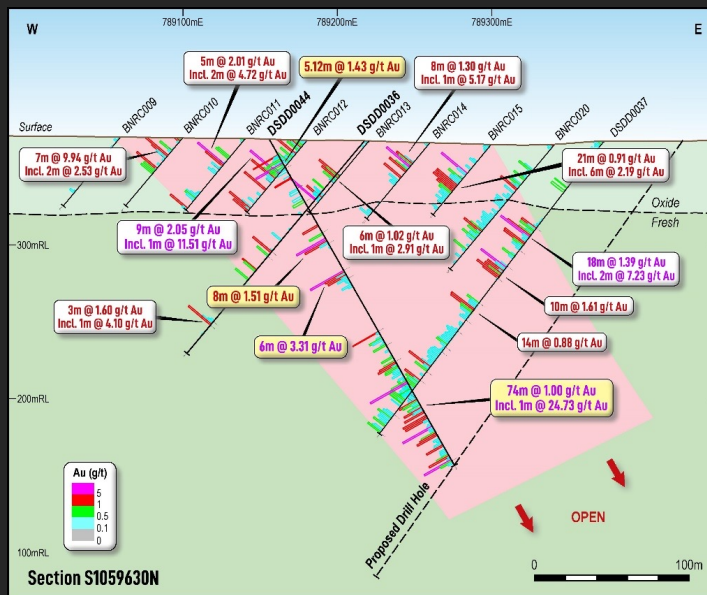 789100mE
789200mE
789300mE
W
E
5m @ 2.01 g/t Au
Incl. 2m @ 4.72 g/t Au
5.12m @ 1.43 g/t Au
8m @ 1.30 g/t Au
Incl. 1m @ 5.17 g/t Au
Surface
BNRC009
BNRC010
BNRC011
DSDD0044
BNRC012
DSDD0036
BNRC013
BNRC014
BNRC015
BNRC020
DSDD0037
7m @ 9.94 g/t Au
Incl. 2m @ 2.53 g/t Au
21m @ 0.91 g/t Au
Incl. 6m @ 2.19 g/t Au
Oxide
Fresh
9m @ 2.05 g/t Au
Incl. 1m @ 11.51 g/t Au
6m @ 1.02 g/t Au
Incl. 1m @ 2.91 g/t Au
300mRL
18m @ 1.39 g/t Au
Incl. 2m @ 7.23 g/t Au
8m @ 1.51 g/t Au
10m @ 1.61 g/t Au
3m @ 1.60 g/t Au
Incl. 1m @ 4.10 g/t Au
6m @ 3.31 g/t Au
14m @ 0.88 g/t Au
200mRL
74m @ 1.00 g/t Au
Incl. 1m @ 24.73 g/t Au
Au (g/t)
5
1
0.5
0.1
0
Proposed Drill Hole
OPEN
100mRL
Section S1059630N
0
100m